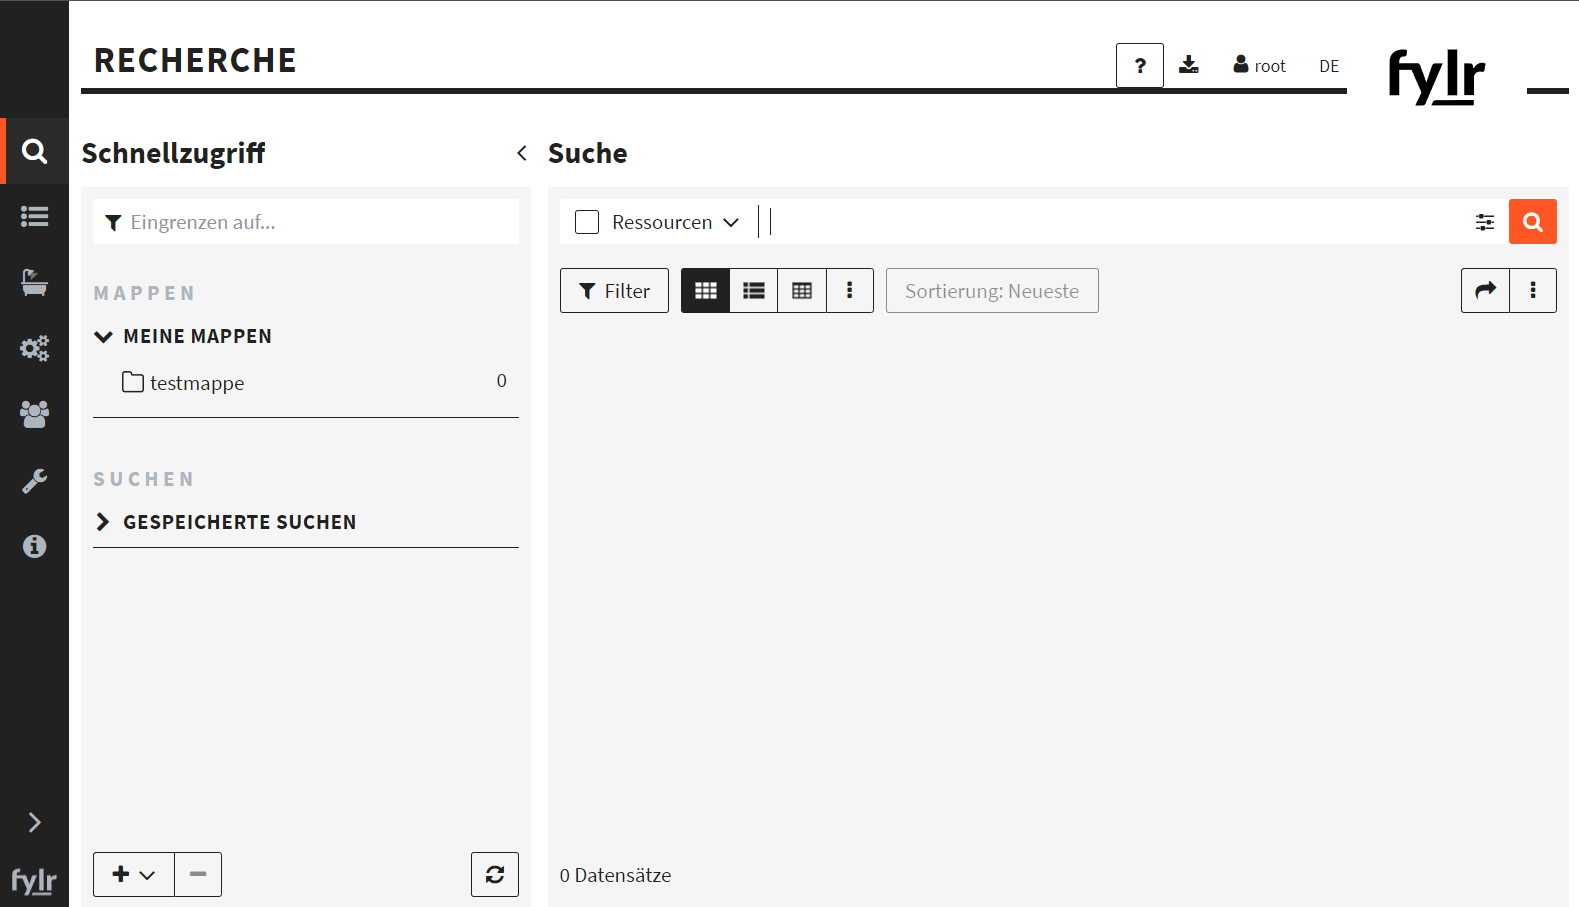 RECHERCHE
?
root
DE
fylr
Schnellzugriff
Suche
Eingrenzen auf...
Ressourcen
Filter
Sortierung: Neueste
MAPPEN
MEINE MAPPEN
testmappe
0
SUCHEN
GESPEICHERTE SUCHEN
0 Datensätze
fylr